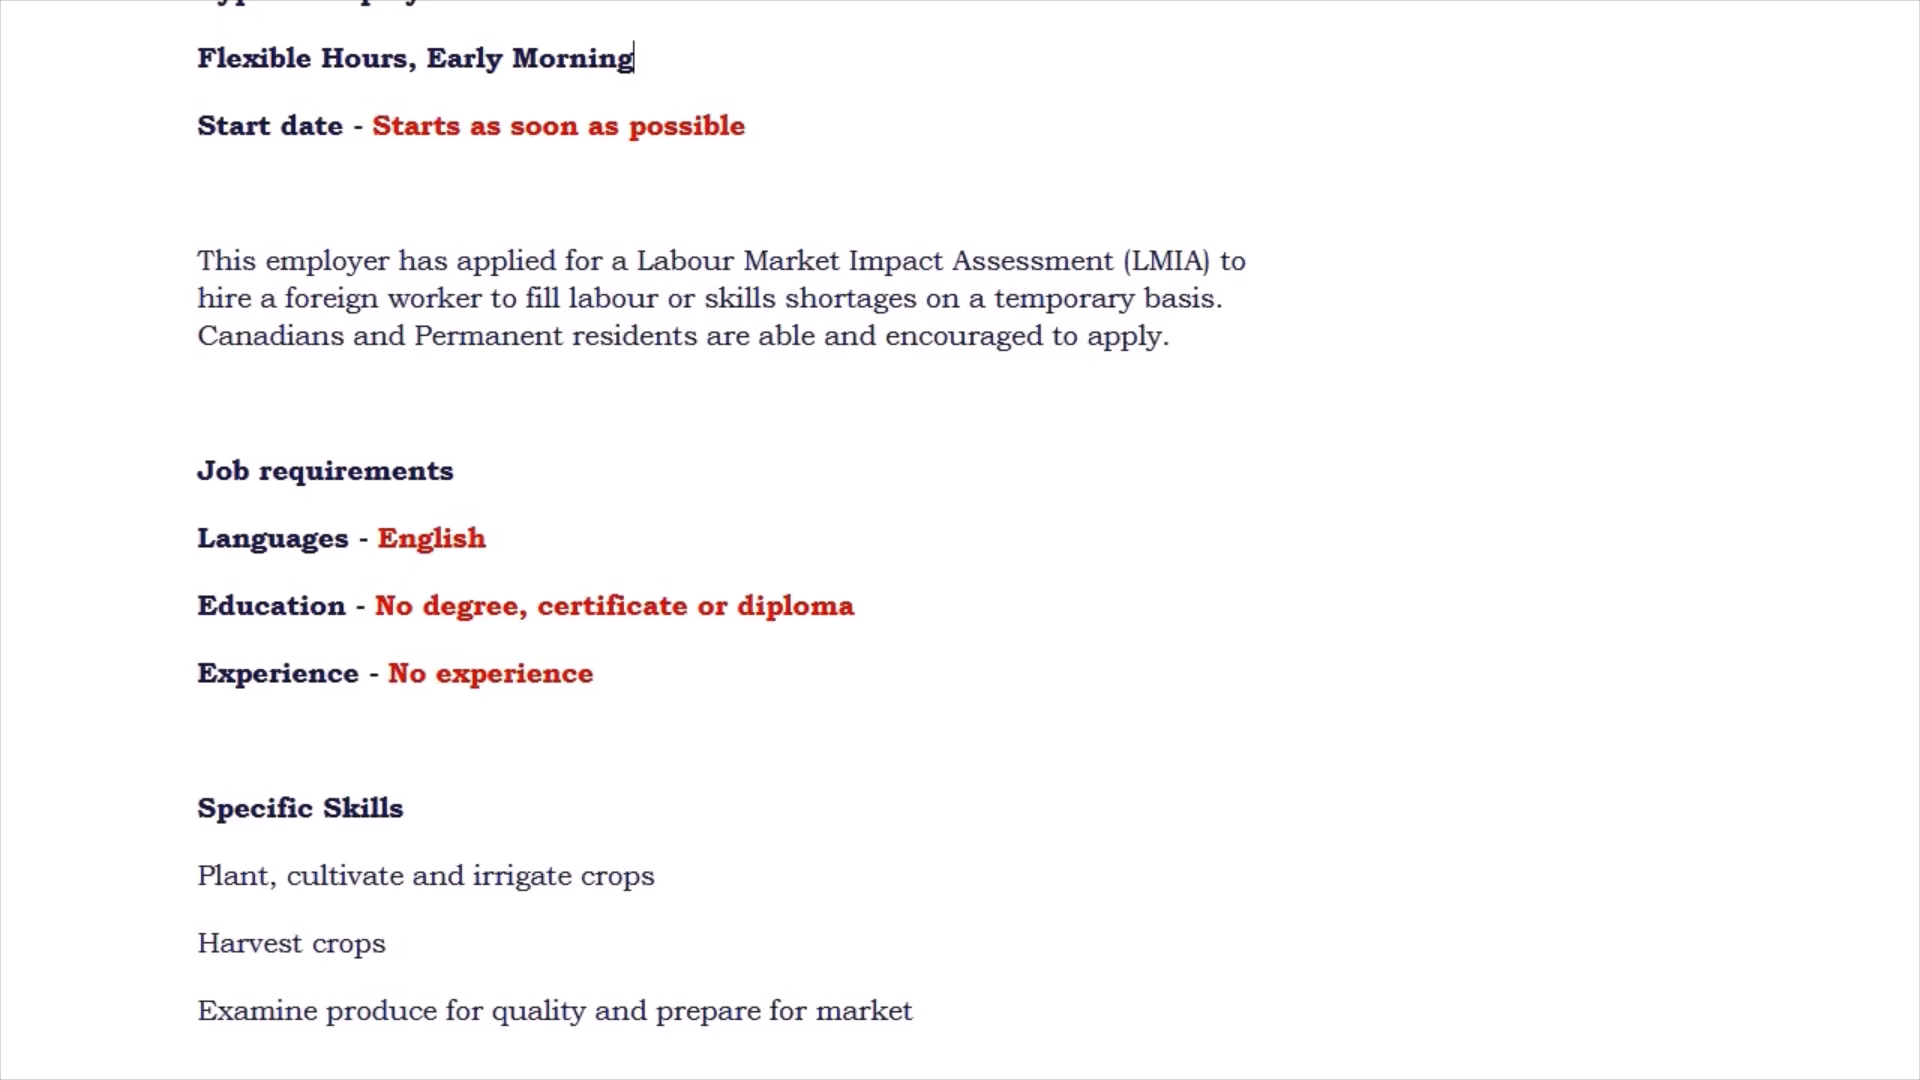 Flexible Hours, Early Morning
Start date - Starts as soon as possible
This employer has applied for a Labour Market Impact Assessment (LMIA) to
hire a foreign worker to fill labour or skills shortages on a temporary basis.
Canadians and Permanent residents are able and encouraged to apply.
Job requirements
Languages - English
Education - No degree, certificate or diploma
Experience - No experience
Specific Skills
Plant, cultivate and irrigate crops
Harvest crops
Examine produce for quality and prepare for market